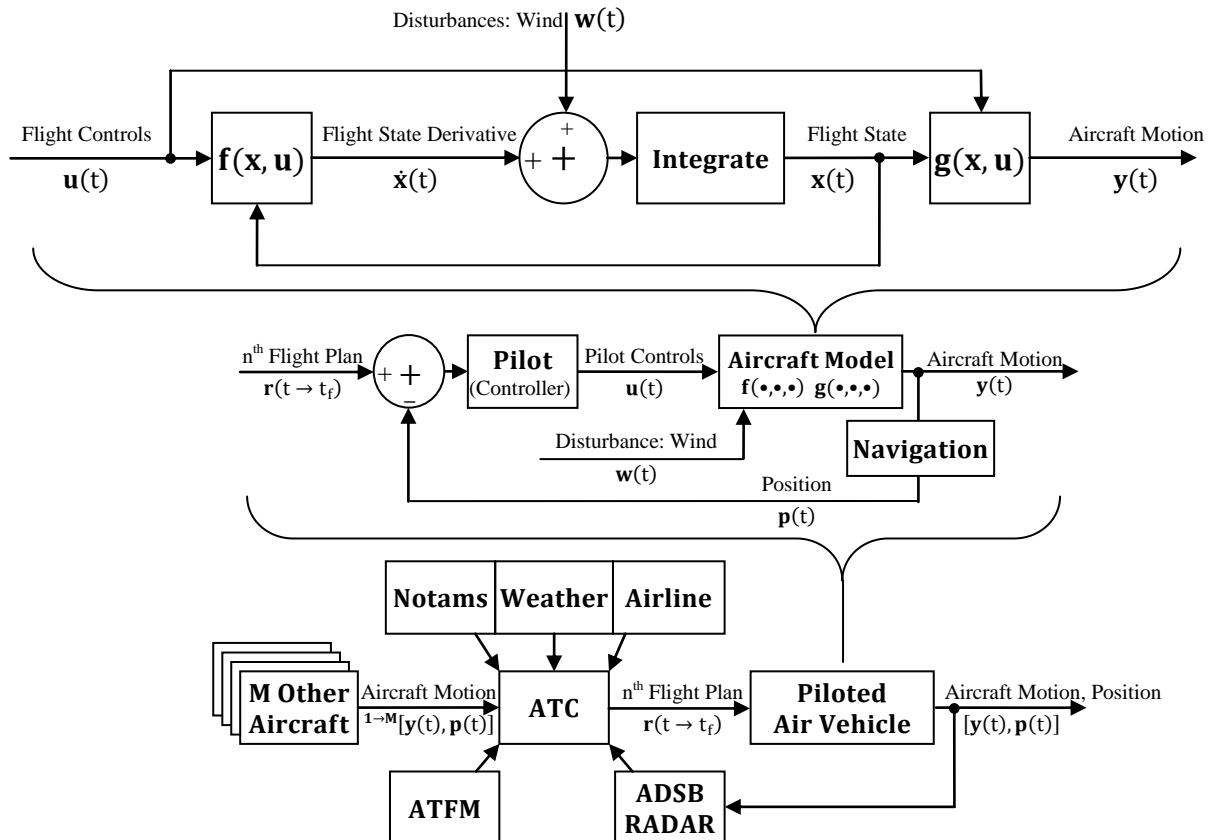 Disturbances: Wind w(t)
+
Flight Controls
u(t)
f(x, u)
Flight State Derivative
ẋ(t)
+ +
Integrate
Flight State
x(t)
g(x, u)
Aircraft Motion
y(t)
nth Flight Plan
r(t → tf)
+ +
−
Pilot
(Controller)
Pilot Controls
u(t)
Aircraft Model
f(•,•,•) g(•,•,•)
Aircraft Motion
y(t)
Disturbance: Wind
w(t)
Navigation
Position
p(t)
Notams Weather Airline
M Other
Aircraft
Aircraft Motion
1→M[y(t), p(t)]
ATC
nth Flight Plan
r(t → tf)
Piloted
Air Vehicle
Aircraft Motion, Position
[y(t), p(t)]
ATFM
ADSB
RADAR